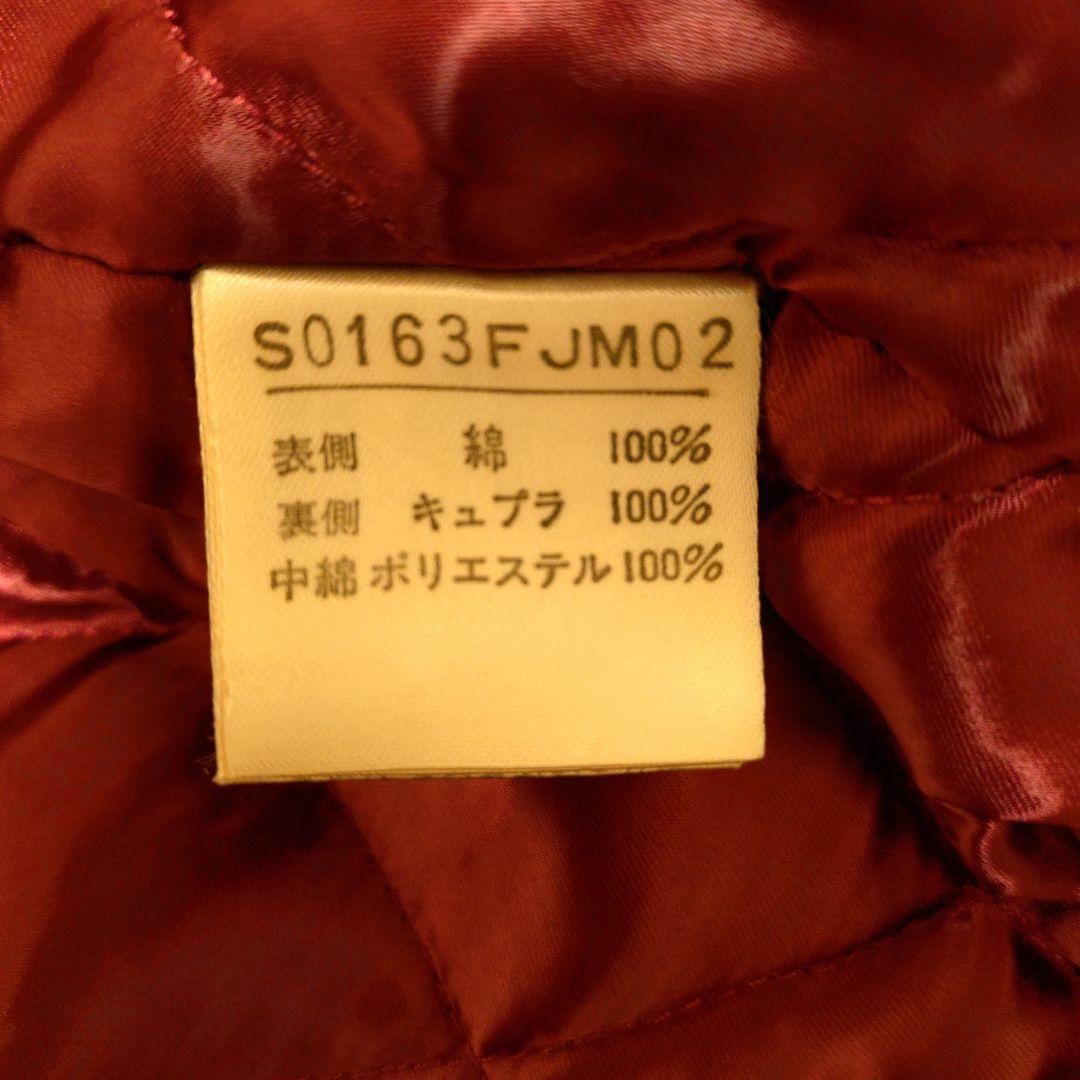 S0163FJM02
表側 綿 100%
裏側 キュプラ 100%
中綿 ポリエステル 100%